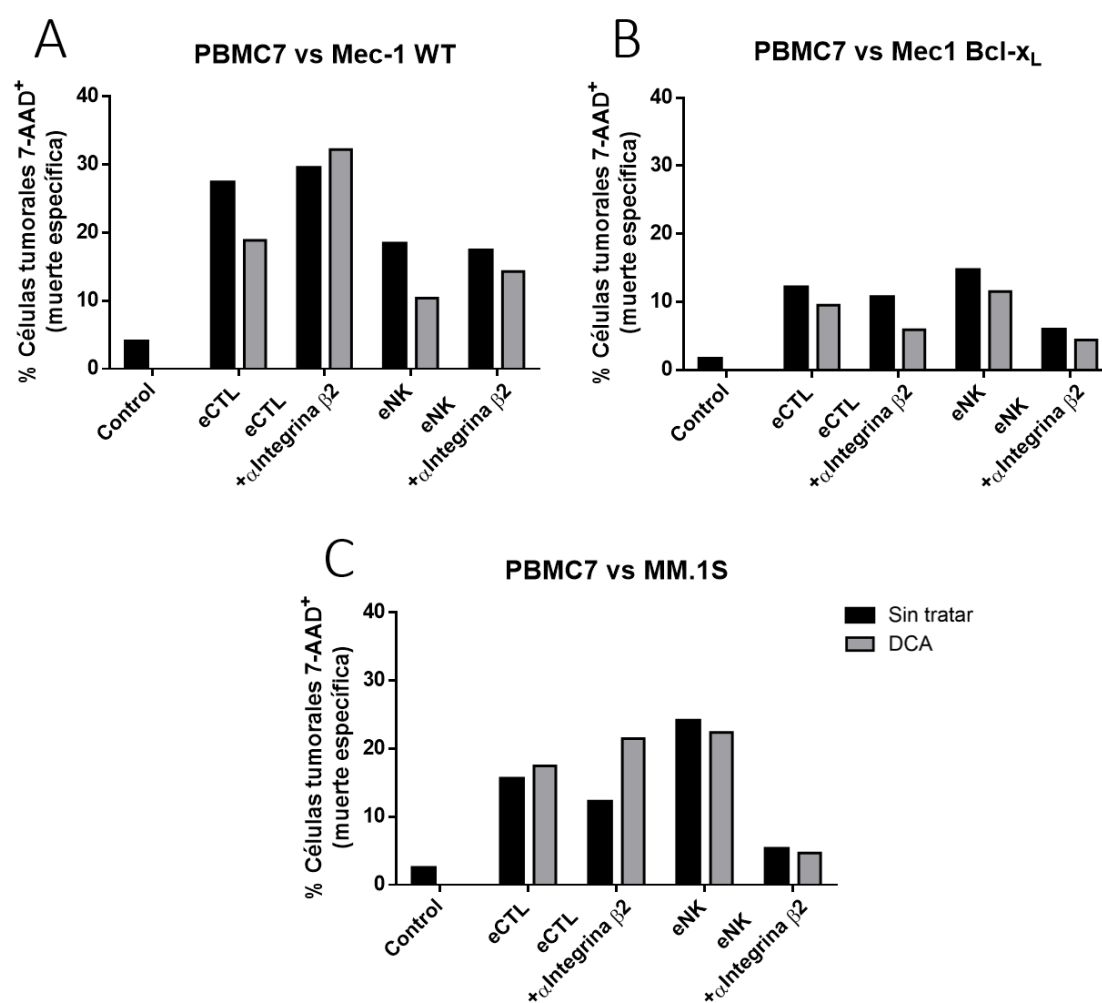 A
PBMC7 vs Mec-1 WT
% Células tumorales 7-AAD⁺
(muerte específica)
40
30
20
10
0
Control
eCTL
eCTL
+αIntegrina β2
eNK
eNK
+αIntegrina β2
B
PBMC7 vs Mec1 Bcl-xL
% Células tumorales 7-AAD⁺
(muerte específica)
40
30
20
10
0
Control
eCTL
eCTL
+αIntegrina β2
eNK
eNK
+αIntegrina β2
C
PBMC7 vs MM.1S
% Células tumorales 7-AAD⁺
(muerte específica)
40
30
20
10
0
Control
eCTL
eCTL
+αIntegrina β2
eNK
eNK
+αIntegrina β2
Sin tratar
DCA